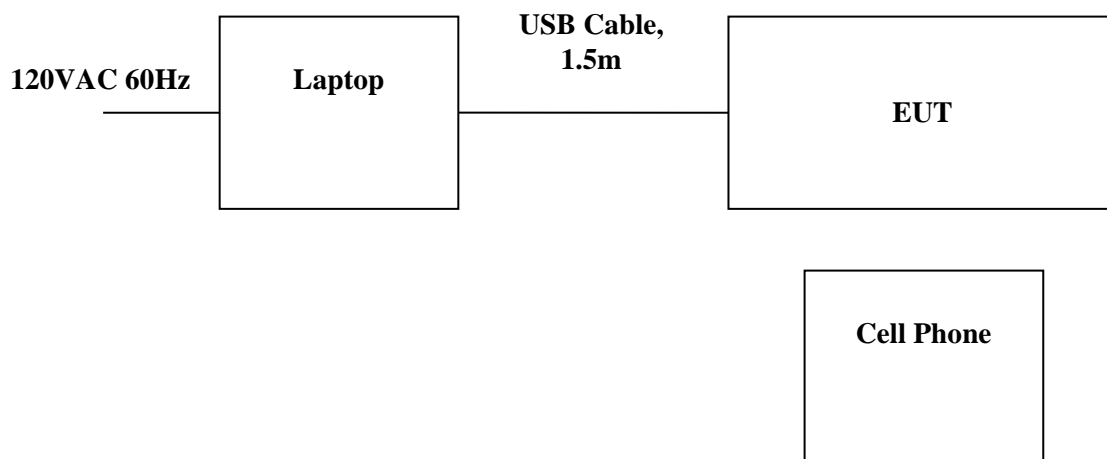 USB Cable,
1.5m
120VAC 60Hz
Laptop
EUT
Cell Phone